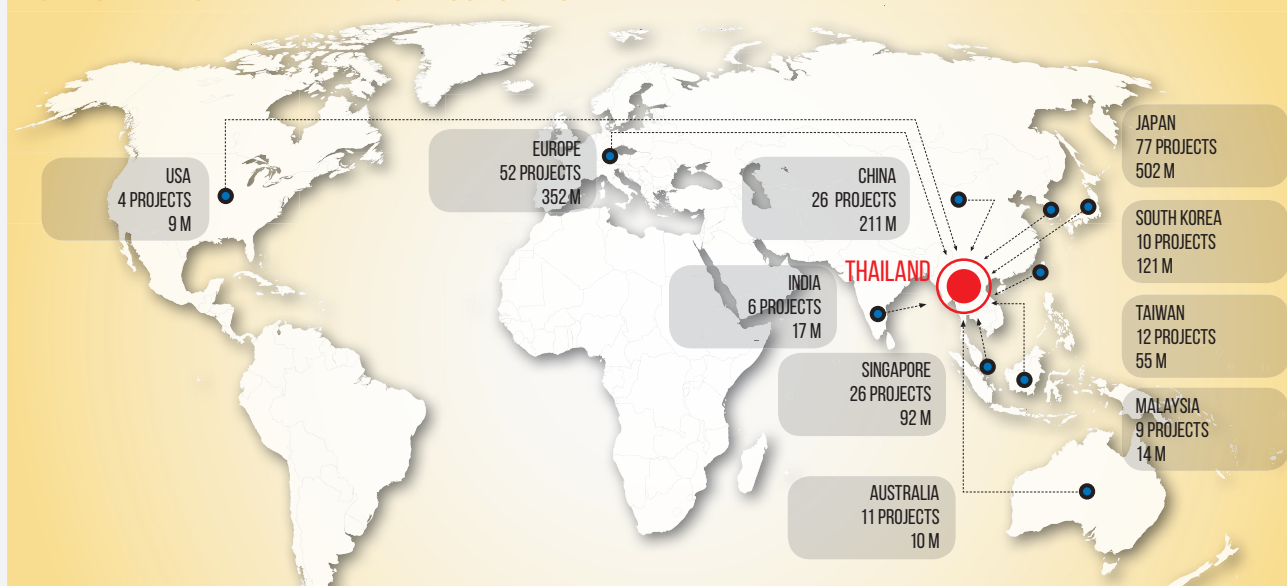 USA
4 PROJECTS
9 M
EUROPE
52 PROJECTS
352 M
CHINA
26 PROJECTS
211 M
JAPAN
77 PROJECTS
502 M
SOUTH KOREA
10 PROJECTS
121 M
THAILAND
INDIA
6 PROJECTS
17 M
TAIWAN
12 PROJECTS
55 M
SINGAPORE
26 PROJECTS
92 M
MALAYSIA
9 PROJECTS
14 M
AUSTRALIA
11 PROJECTS
10 M